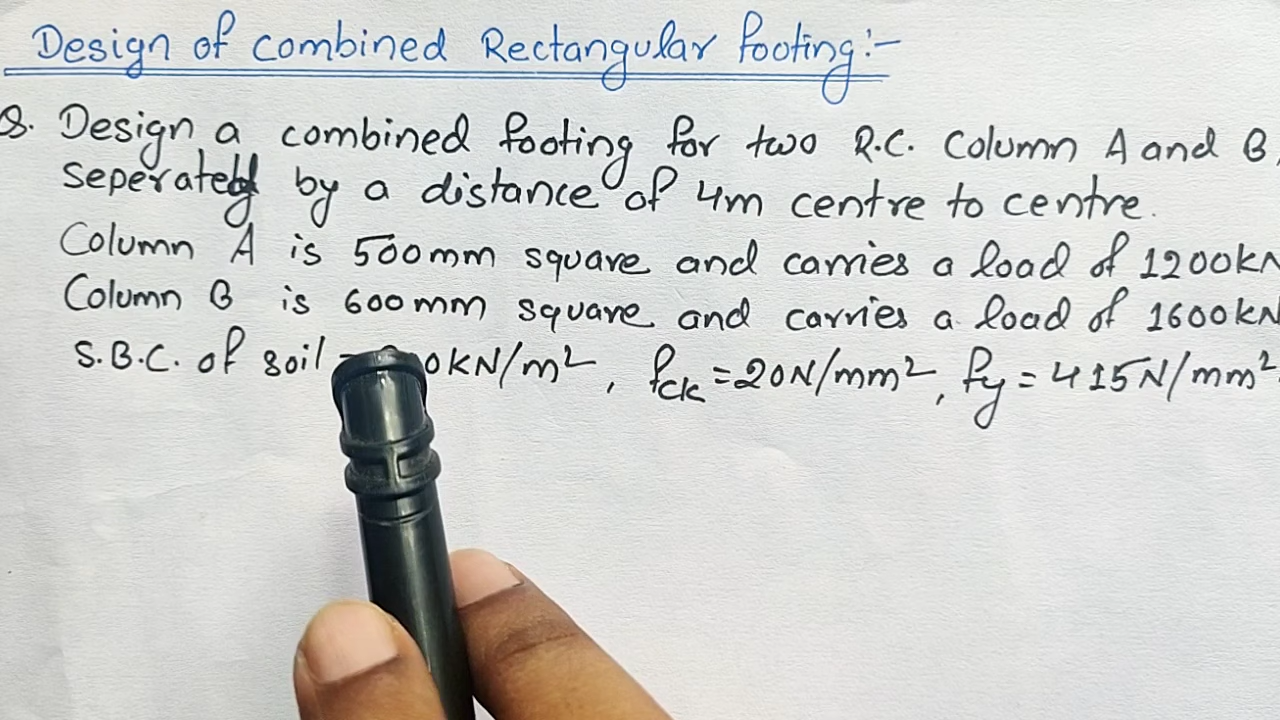 Design of combined Rectangular footing:-
Q. Design a combined footing for two R.C. Column A and B,
seperated by a distance of 4m centre to centre.
Column A is 500mm square and carries a load of 1200kN
Column B is 600mm square and carries a load of 1600kN
S.B.C. of soil = 0kN/m², fck = 20N/mm², fy = 415N/mm²